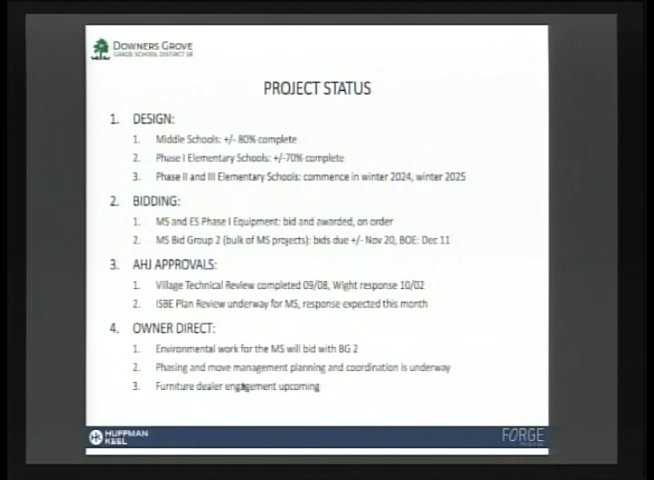 DOWNERS GROVE
GRADE SCHOOL DISTRICT 58
PROJECT STATUS
1. DESIGN:
1. Middle Schools: +/- 80% complete
2. Phase I Elementary Schools: +/-70% complete
3. Phase II and III Elementary Schools: commence in winter 2024, winter 2025
2. BIDDING:
1. MS and ES Phase I Equipment: bid and awarded, on order
2. MS Bid Group 2 (bulk of MS projects): bids due +/- Nov 20, BOE: Dec 11
3. AHJ APPROVALS:
1. Village Technical Review completed 09/08, Wight response 10/02
2. ISBE Plan Review underway for MS, response expected this month
4. OWNER DIRECT:
1. Environmental work for the MS will bid with BG 2
2. Phasing and move management planning and coordination is underway
3. Furniture dealer engagement upcoming
HUFFMAN
KEEL
FORGE